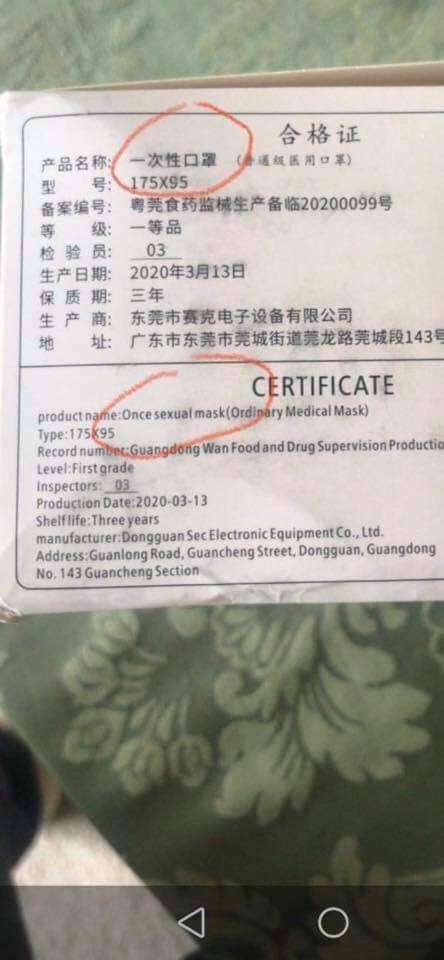 合格证
产品名称: 一次性口罩 (普通级医用口罩)
型 号: 175X95
备案编号: 粤莞食药监械生产备临20200099号
等 级: 一等品
检 验 员: 03
生产日期: 2020年3月13日
保 质 期: 三年
生 产 商: 东莞市赛克电子设备有限公司
地 址: 广东市东莞市莞城街道莞龙路莞城段143号
CERTIFICATE
product name:Once sexual mask(Ordinary Medical Mask)
Type:175X95
Record number:Guangdong Wan Food and Drug Supervision Productio
Level:First grade
Inspectors: 03
Production Date:2020-03-13
Shelf life:Three years
manufacturer:Dongguan Sec Electronic Equipment Co., Ltd.
Address:Guanlong Road, Guancheng Street, Dongguan, Guangdong
No. 143 Guancheng Section